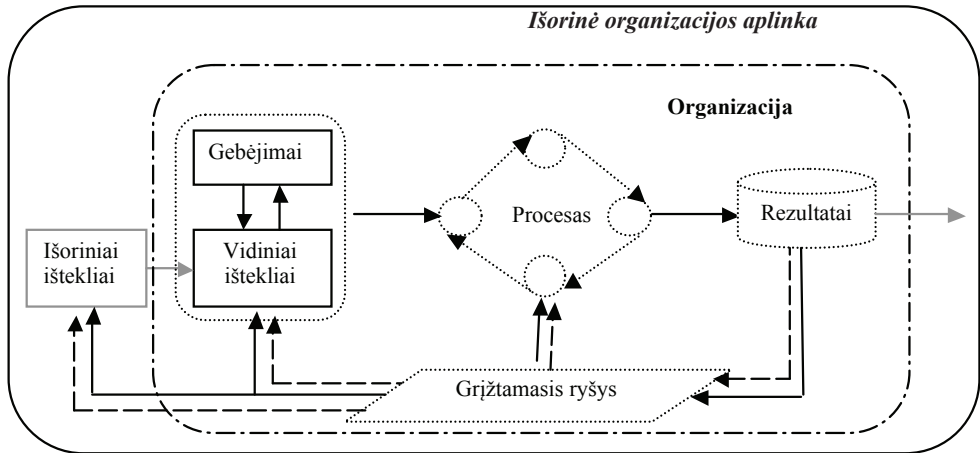 Išorinė organizacijos aplinka
Organizacija
Gebėjimai
Procesas
Rezultatai
Išoriniai
ištekliai
Vidiniai
ištekliai
Grįžtamasis ryšys